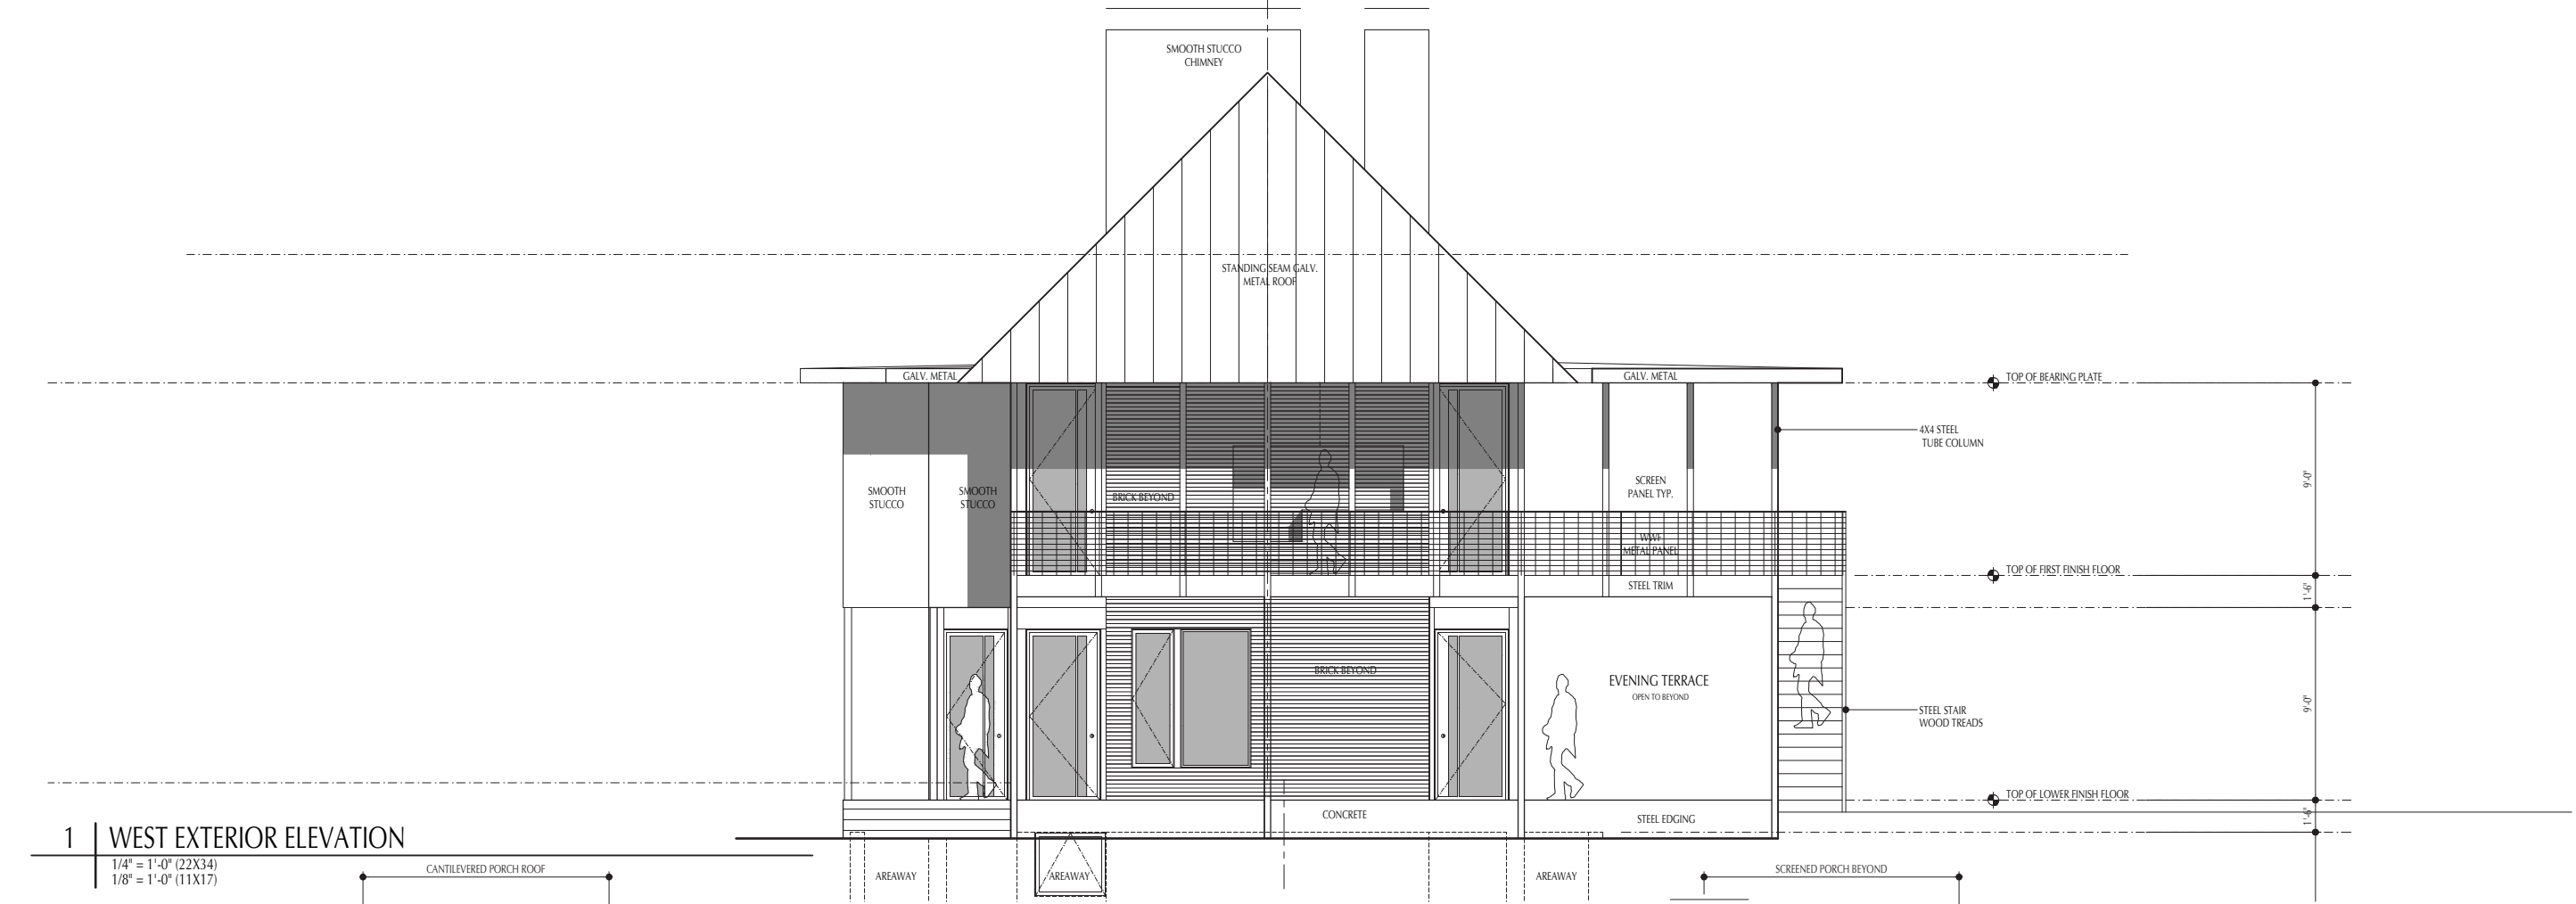 SMOOTH STUCCO
CHIMNEY
STANDING SEAM GALV.
METAL ROOF
GALV. METAL
GALV. METAL
TOP OF BEARING PLATE
4X4 STEEL
TUBE COLUMN
9'-0"
SMOOTH
STUCCO
SMOOTH
STUCCO
BRICK BEYOND
SCREEN
PANEL TYP.
WWF
METAL PANEL
STEEL TRIM
TOP OF FIRST FINISH FLOOR
1'-6"
BRICK BEYOND
EVENING TERRACE
OPEN TO BEYOND
9'-0"
STEEL STAIR
WOOD TREADS
TOP OF LOWER FINISH FLOOR
CONCRETE
STEEL EDGING
1'-6"
1 WEST EXTERIOR ELEVATION
1/4" = 1'-0" (22X34)
1/8" = 1'-0" (11X17)
CANTILEVERED PORCH ROOF
AREAWAY
AREAWAY
AREAWAY
SCREENED PORCH BEYOND